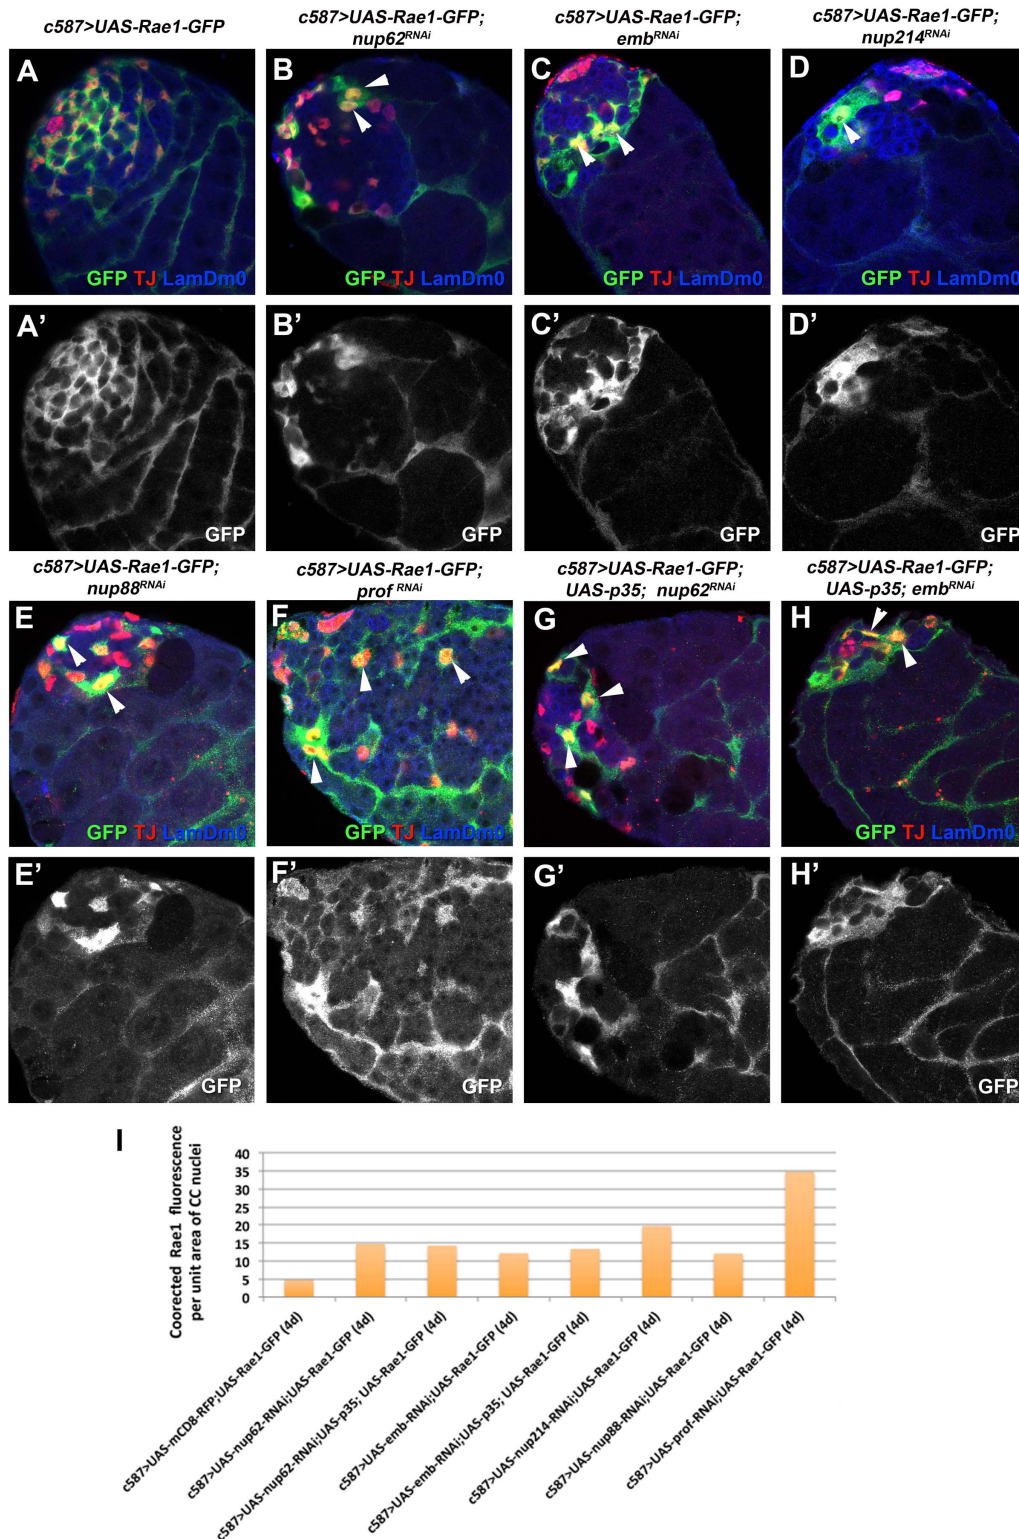 c587>UAS-Rae1-GFP
c587>UAS-Rae1-GFP;
nup62RNAi
c587>UAS-Rae1-GFP;
embRNAi
c587>UAS-Rae1-GFP;
nup214RNAi
A
B
C
D
GFP TJ LamDm0
GFP TJ LamDm0
GFP TJ LamDm0
GFP TJ LamDm0
A’
B’
C’
D’
GFP
GFP
GFP
GFP
c587>UAS-Rae1-GFP;
nup88RNAi
c587>UAS-Rae1-GFP;
prof RNAi
c587>UAS-Rae1-GFP;
UAS-p35; nup62RNAi
c587>UAS-Rae1-GFP;
UAS-p35; embRNAi
E
F
G
H
GFP TJ LamDm0
GFP TJ LamDm0
GFP TJ LamDm0
GFP TJ LamDm0
E’
F’
G’
H’
GFP
GFP
GFP
GFP
I
Coorected Rae1 fluorescence
per unit area of CC nuclei
40
35
30
25
20
15
10
5
0
c587>UAS-mCD8-RFP;UAS-Rae1-GFP (4d)
c587>UAS-nup62-RNAi;UAS-Rae1-GFP (4d)
c587>UAS-nup62-RNAi;UAS-p35; UAS-Rae1-GFP (4d)
c587>UAS-emb-RNAi;UAS-Rae1-GFP (4d)
c587>UAS-emb-RNAi;UAS-p35; UAS-Rae1-GFP (4d)
c587>UAS-nup214-RNAi;UAS-Rae1-GFP (4d)
c587>UAS-nup88-RNAi;UAS-Rae1-GFP (4d)
c587>UAS-prof-RNAi;UAS-Rae1-GFP (4d)